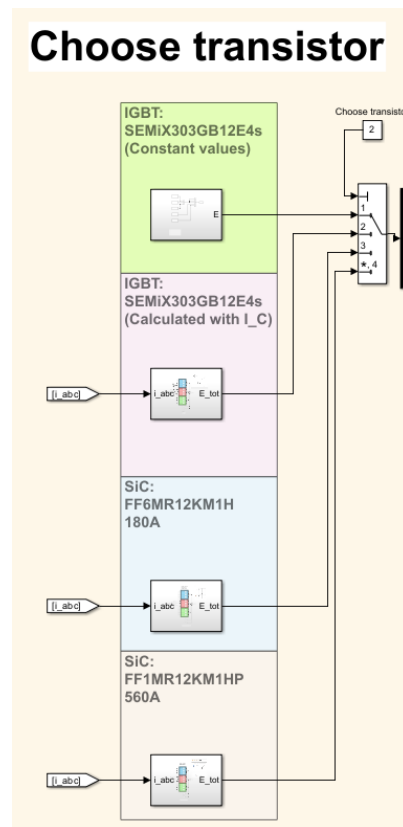 Choose transistor
IGBT:
SEMiX303GB12E4s
(Constant values)
E
Choose
2
1
2
3
*, 4
IGBT:
SEMiX303GB12E4s
(Calculated with I_C)
[i_abc]
i_abc
E_tot
SiC:
FF6MR12KM1H
180A
[i_abc]
i_abc
E_tot
SiC:
FF1MR12KM1HP
560A
[i_abc]
i_abc
E_tot